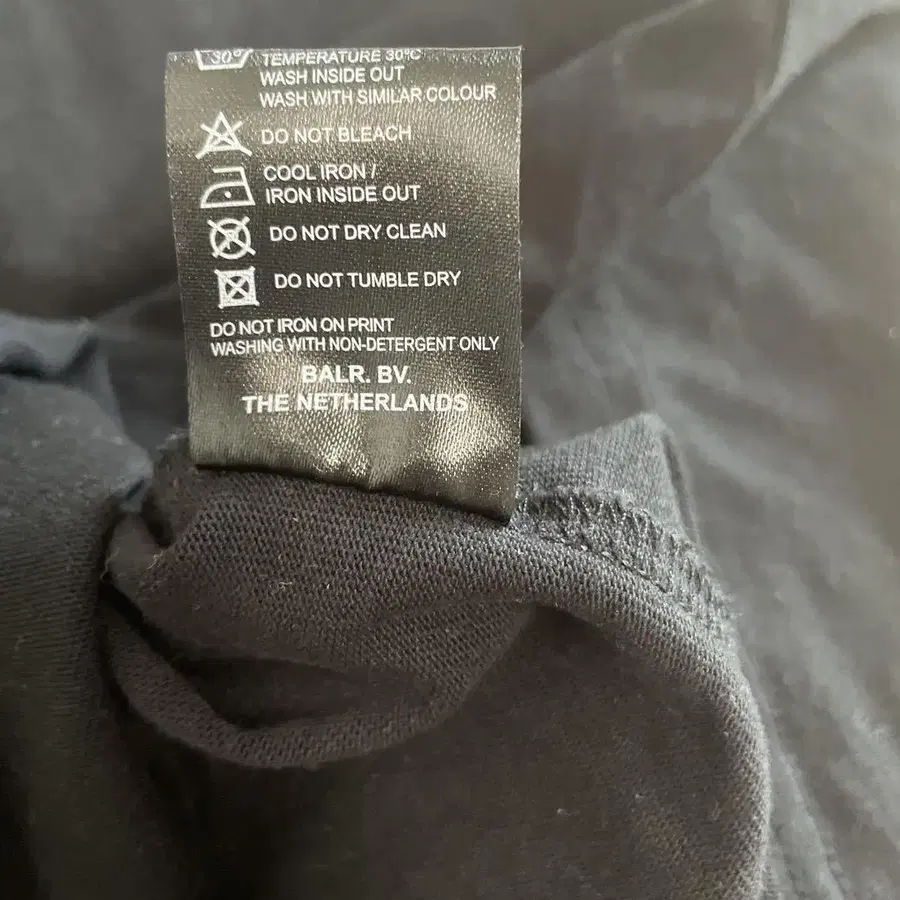 30°
TEMPERATURE 30°C
WASH INSIDE OUT
WASH WITH SIMILAR COLOUR
DO NOT BLEACH
COOL IRON /
IRON INSIDE OUT
DO NOT DRY CLEAN
DO NOT TUMBLE DRY
DO NOT IRON ON PRINT
WASHING WITH NON-DETERGENT ONLY
BALR. BV.
THE NETHERLANDS